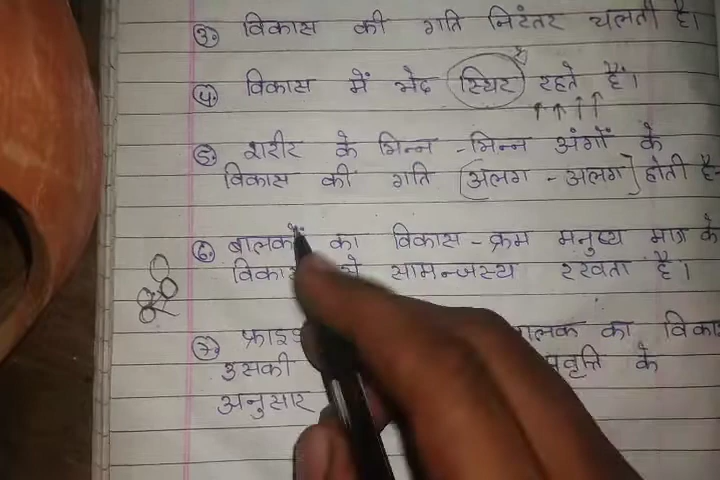 ③. विकास की गति निरंतर चलती है।
④. विकास में भेद स्थिर रहते हैं।
⑤. शरीर के भिन्न - भिन्न अंगों के
विकास की गति [अलग - अलग] होती है-
⑥. बालकों का विकास - क्रम मनुष्य मात्र के
सामन्जस्य रखता है।
⑦. बालक का
उसकी के
अनुसार